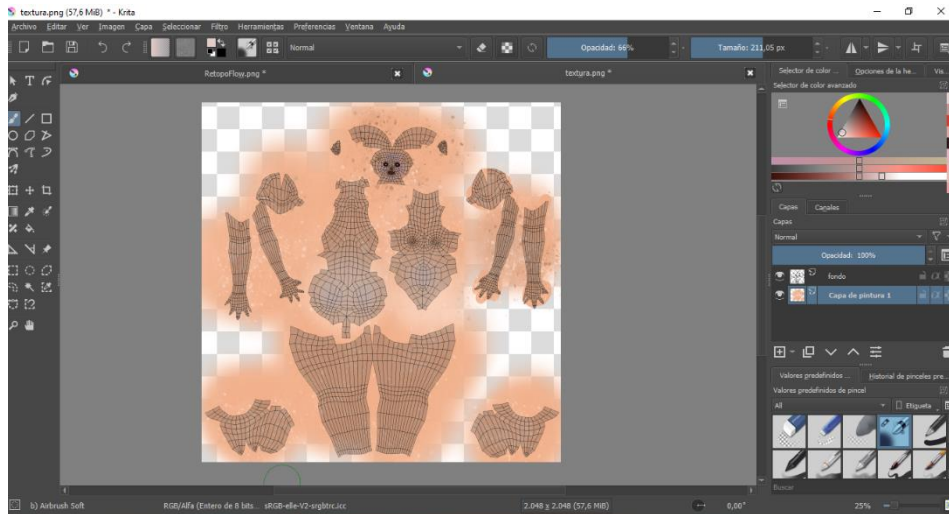 textura.png (57,6 MiB) * - Krita
Archivo Editar Ver Imagen Capa Seleccionar Filtro Herramientas Preferencias Ventana Ayuda
Normal
Opacidad: 66%
Tamaño: 211,05 px
RetopoFlow.png *
textura.png *
Selector de color ...
Opciones de la he...
Vis...
Selector de color avanzado
Capas
Canales
Capas
Normal
Opacidad: 100%
fondo
Capa de pintura 1
Valores predefinidos ...
Historial de pinceles pre...
Valores predefinidos de pincel
All
Etiqueta
Buscar
b) Airbrush Soft
RGB/Alfa (Entero de 8 bits... sRGB-elle-V2-srgbtrc.icc
2.048 x 2.048 (57,6 MiB)
0,00°
25%